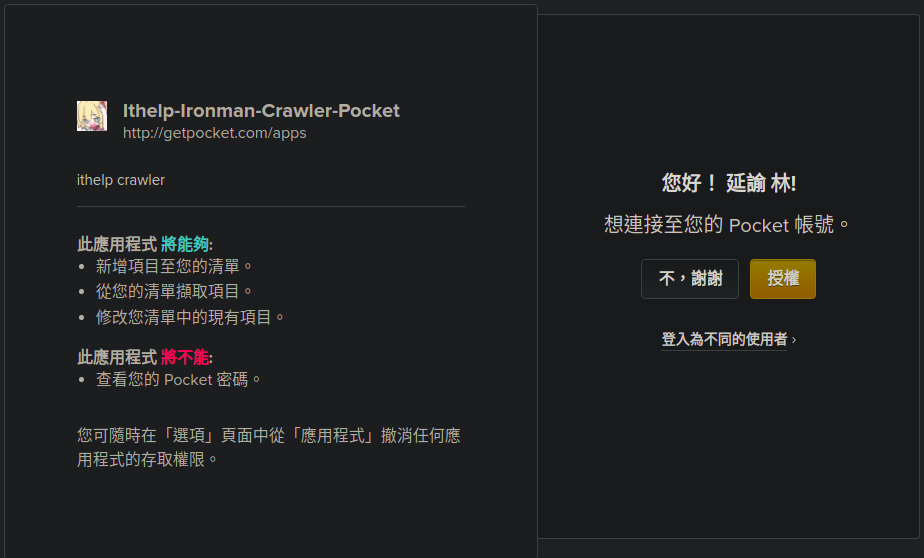 Ithelp-Ironman-Crawler-Pocket
http://getpocket.com/apps
ithelp crawler
此應用程式 將能夠:
• 新增項目至您的清單。
• 從您的清單擷取項目。
• 修改您清單中的現有項目。
此應用程式 將不能:
• 查看您的 Pocket 密碼。
您可隨時在「選項」頁面中從「應用程式」撤消任何應
用程式的存取權限。
您好！ 延諭 林!
想連接至您的 Pocket 帳號。
不，謝謝
授權
登入為不同的使用者 ›